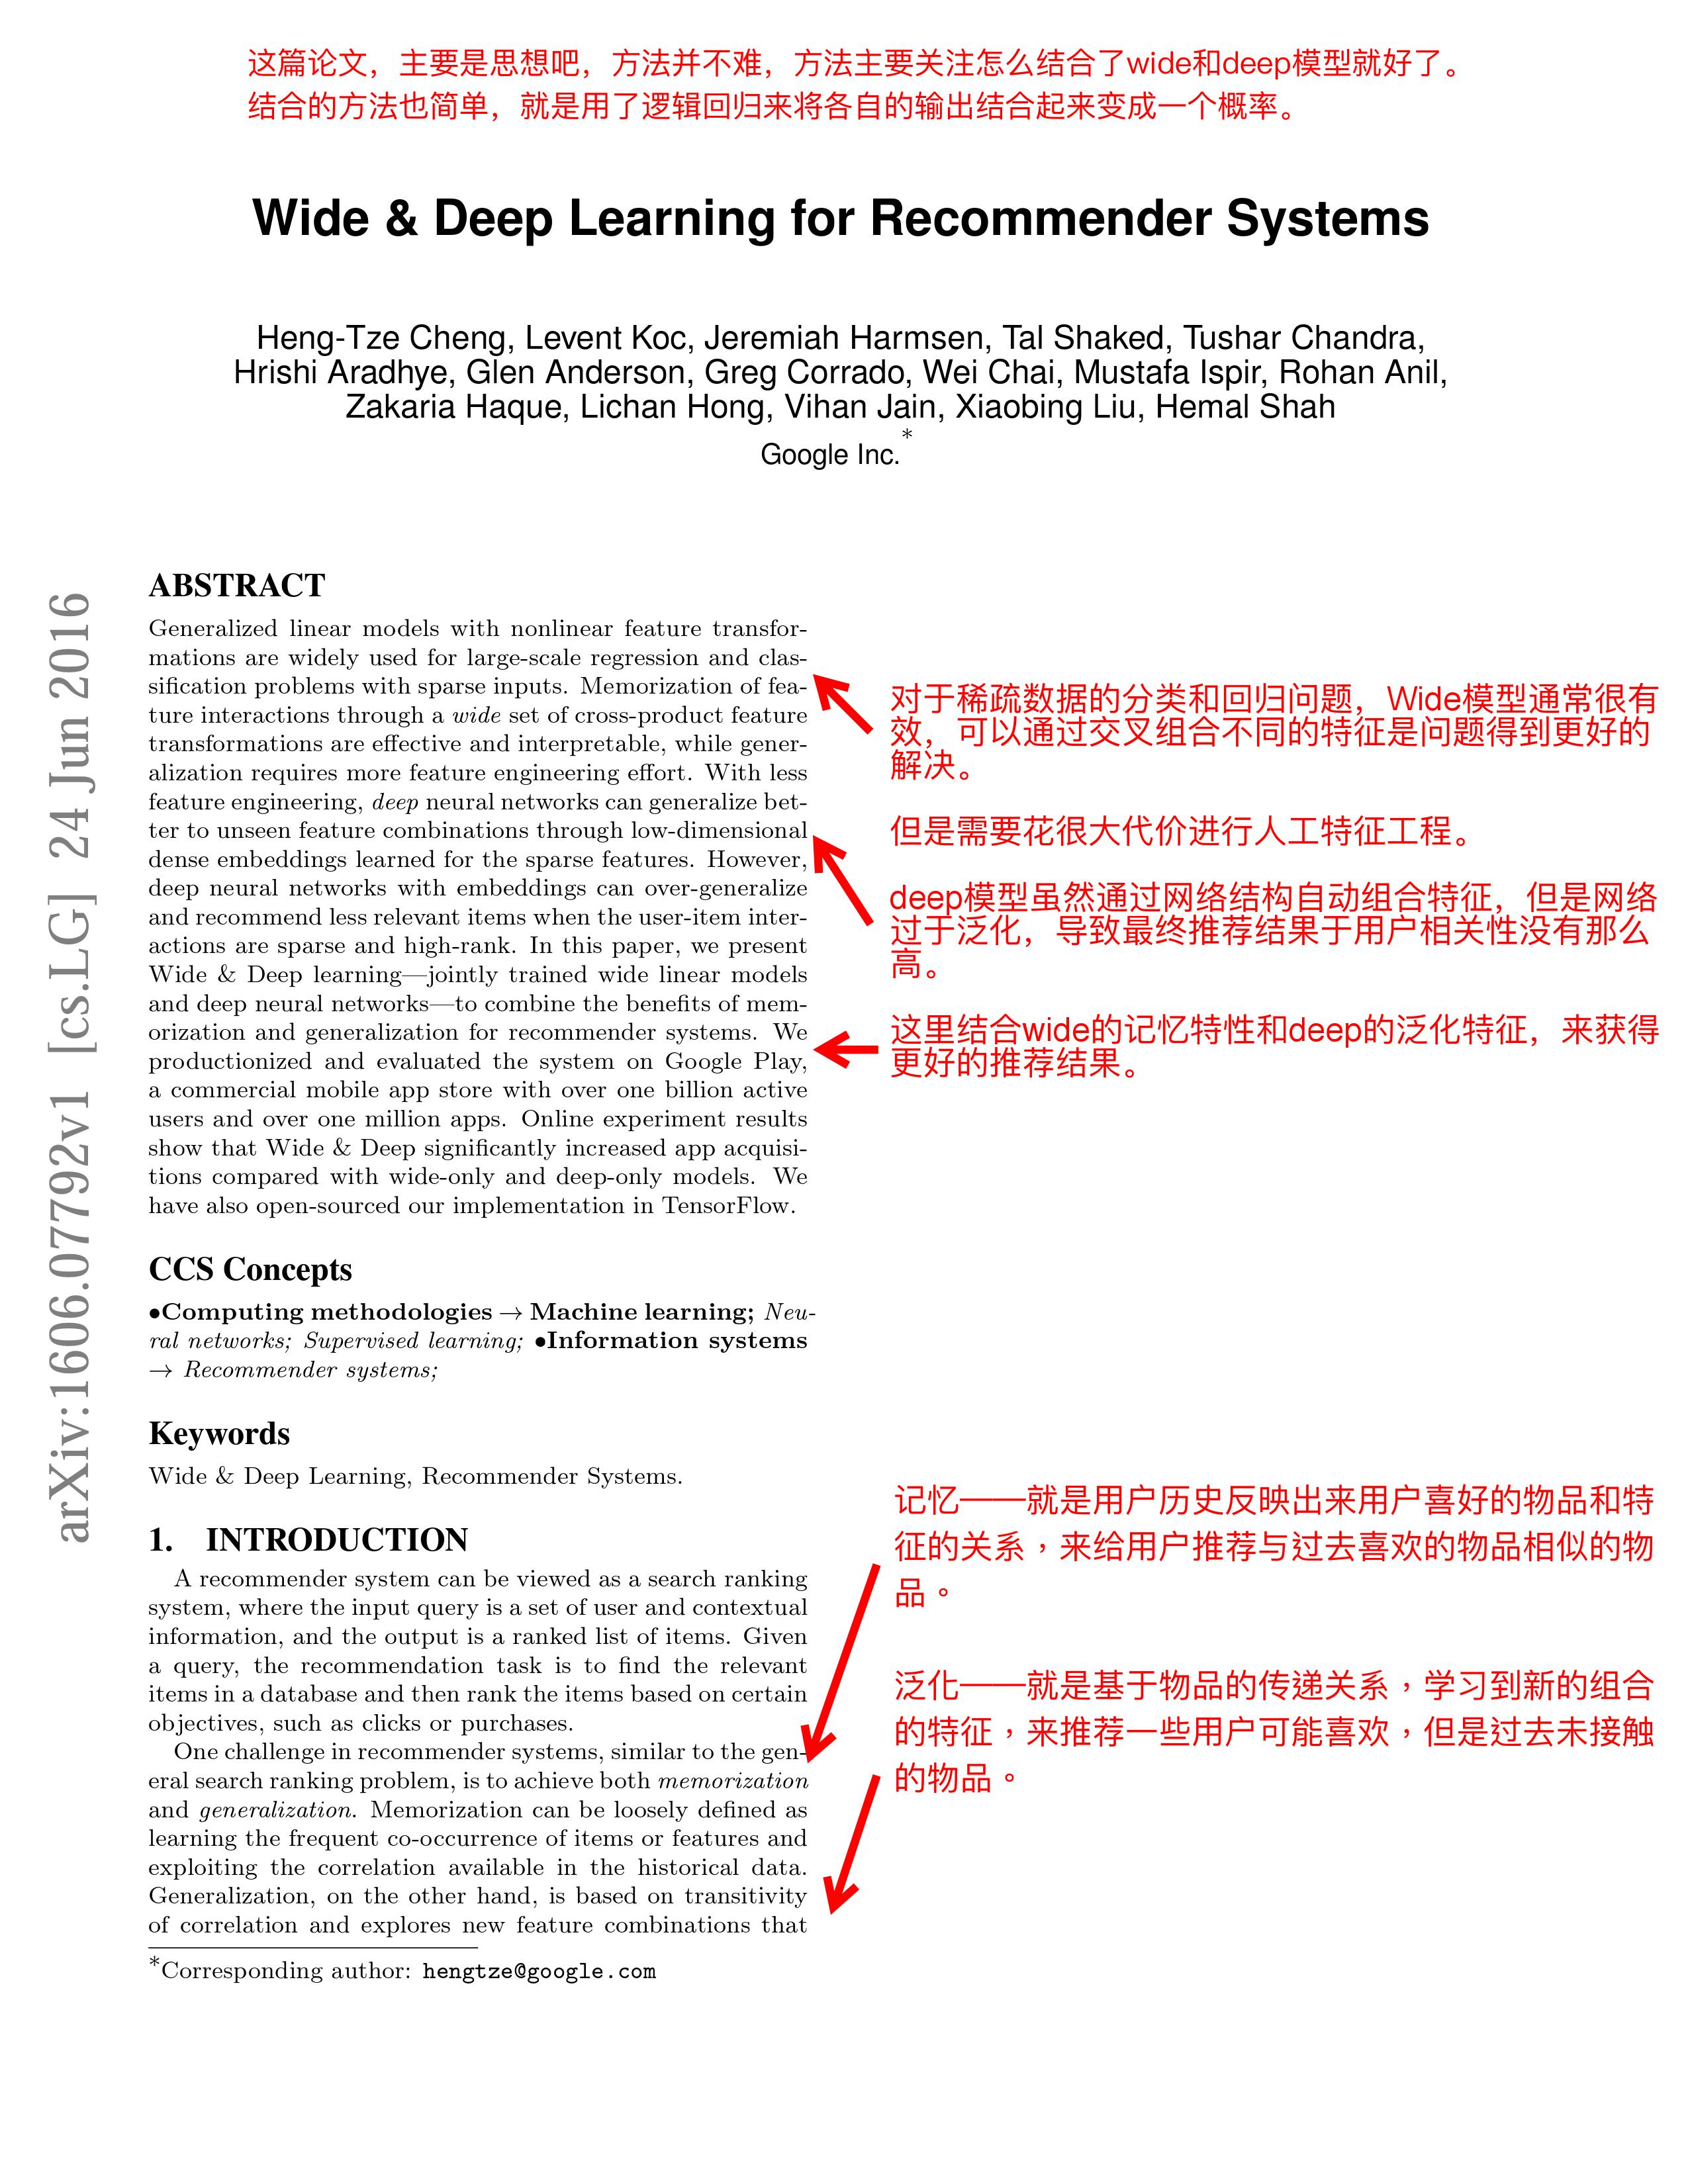 这篇论文，主要是思想吧，方法并不难，方法主要关注怎么结合了wide和deep模型就好了。
结合的方法也简单，就是用了逻辑回归来将各自的输出结合起来变成一个概率。
Wide & Deep Learning for Recommender Systems
Heng-Tze Cheng, Levent Koc, Jeremiah Harmsen, Tal Shaked, Tushar Chandra,
Hrishi Aradhye, Glen Anderson, Greg Corrado, Wei Chai, Mustafa Ispir, Rohan Anil,
Zakaria Haque, Lichan Hong, Vihan Jain, Xiaobing Liu, Hemal Shah
Google Inc.*
arXiv:1606.07792v1 [cs.LG] 24 Jun 2016
ABSTRACT
Generalized linear models with nonlinear feature transfor-
mations are widely used for large-scale regression and clas-
sification problems with sparse inputs. Memorization of fea-
ture interactions through a wide set of cross-product feature
transformations are effective and interpretable, while gener-
alization requires more feature engineering effort. With less
feature engineering, deep neural networks can generalize bet-
ter to unseen feature combinations through low-dimensional
dense embeddings learned for the sparse features. However,
deep neural networks with embeddings can over-generalize
and recommend less relevant items when the user-item inter-
actions are sparse and high-rank. In this paper, we present
Wide & Deep learning—jointly trained wide linear models
and deep neural networks—to combine the benefits of mem-
orization and generalization for recommender systems. We
productionized and evaluated the system on Google Play,
a commercial mobile app store with over one billion active
users and over one million apps. Online experiment results
show that Wide & Deep significantly increased app acquisi-
tions compared with wide-only and deep-only models. We
have also open-sourced our implementation in TensorFlow.
对于稀疏数据的分类和回归问题，Wide模型通常很有
效，可以通过交叉组合不同的特征是问题得到更好的
解决。
但是需要花很大代价进行人工特征工程。
deep模型虽然通过网络结构自动组合特征，但是网络
过于泛化，导致最终推荐结果于用户相关性没有那么
高。
这里结合wide的记忆特性和deep的泛化特征，来获得
更好的推荐结果。
CCS Concepts
•Computing methodologies → Machine learning; Neu-
ral networks; Supervised learning; •Information systems
→ Recommender systems;
Keywords
Wide & Deep Learning, Recommender Systems.
1. INTRODUCTION
A recommender system can be viewed as a search ranking
system, where the input query is a set of user and contextual
information, and the output is a ranked list of items. Given
a query, the recommendation task is to find the relevant
items in a database and then rank the items based on certain
objectives, such as clicks or purchases.
One challenge in recommender systems, similar to the gen-
eral search ranking problem, is to achieve both memorization
and generalization. Memorization can be loosely defined as
learning the frequent co-occurrence of items or features and
exploiting the correlation available in the historical data.
Generalization, on the other hand, is based on transitivity
of correlation and explores new feature combinations that
记忆——就是用户历史反映出来用户喜好的物品和特
征的关系，来给用户推荐与过去喜欢的物品相似的物
品。
泛化——就是基于物品的传递关系，学习到新的组合
的特征，来推荐一些用户可能喜欢，但是过去未接触
的物品。
*Corresponding author: hengtze@google.com